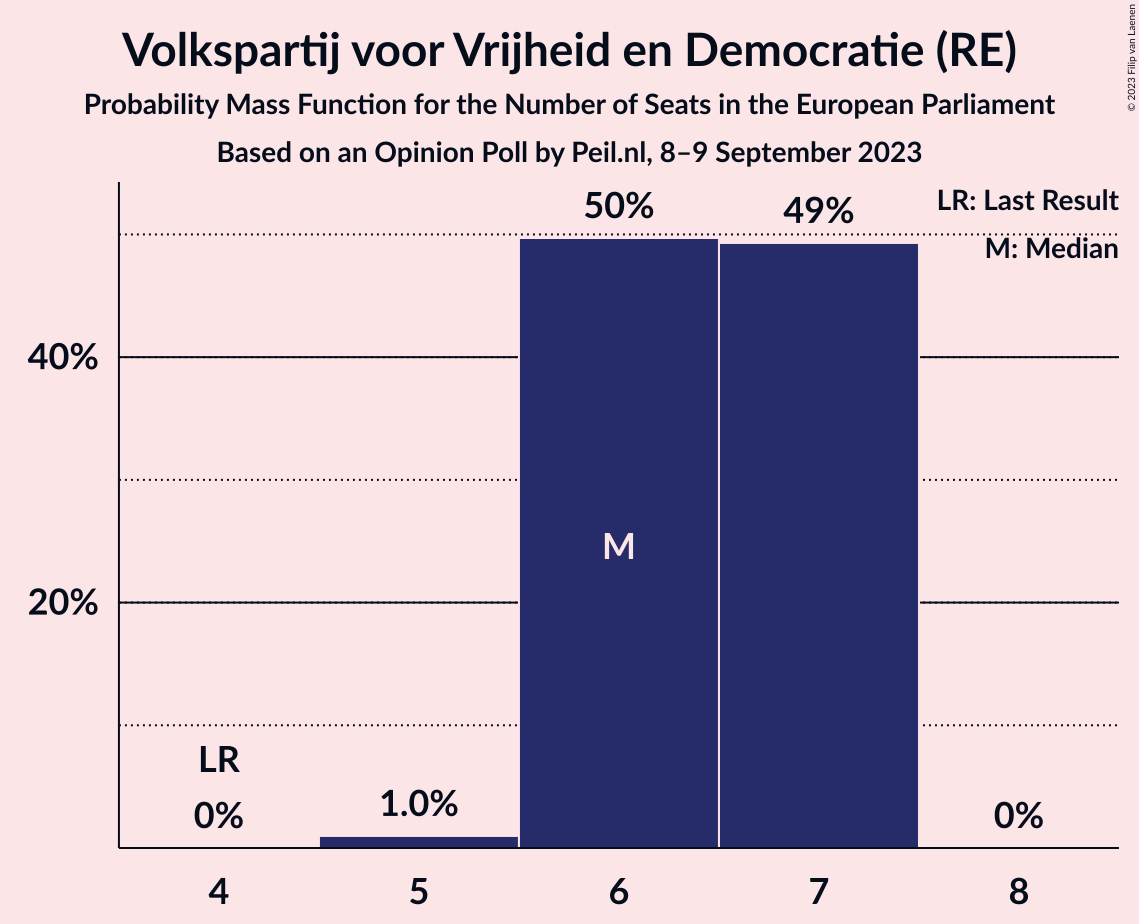 Volkspartij voor Vrijheid en Democratie (RE)
Probability Mass Function for the Number of Seats in the European Parliament
Based on an Opinion Poll by Peil.nl, 8–9 September 2023
© 2023 Filip van Laenen
LR: Last Result
M: Median
50%
49%
40%
M
20%
LR
0%
1.0%
0%
4
5
6
7
8